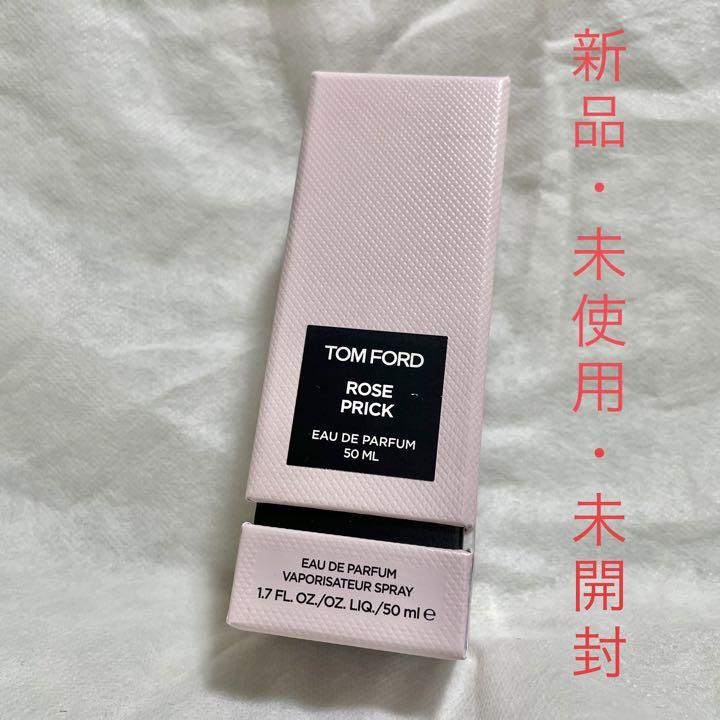 TOM FORD
ROSE
PRICK
EAU DE PARFUM
50 ML
EAU DE PARFUM
VAPORISATEUR SPRAY
1.7 FL. OZ./OZ. LIQ./50 ml ℮
新品・未使用・未開封